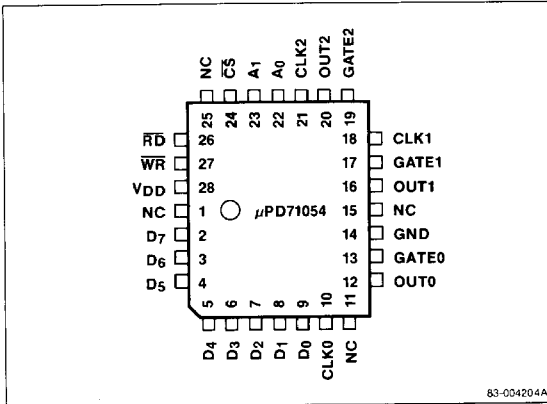 NC
CS
A1
A0
CLK2
OUT2
GATE2
25
24
23
22
21
20
19
RD 26
WR 27
VDD 28
NC 1
D7 2
D6 3
D5 4
μPD71054
18 CLK1
17 GATE1
16 OUT1
15 NC
14 GND
13 GATE0
12 OUT0
5
6
7
8
9
10
11
D4
D3
D2
D1
D0
CLK0
NC
83-004204A